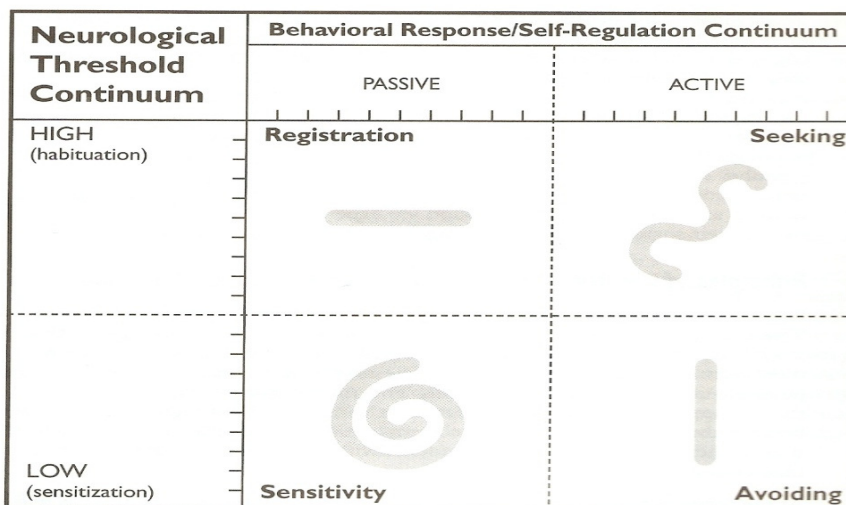 Neurological
Threshold
Continuum
Behavioral Response/Self-Regulation Continuum
PASSIVE
ACTIVE
HIGH
(habituation)
Registration
Seeking
LOW
(sensitization)
Sensitivity
Avoiding